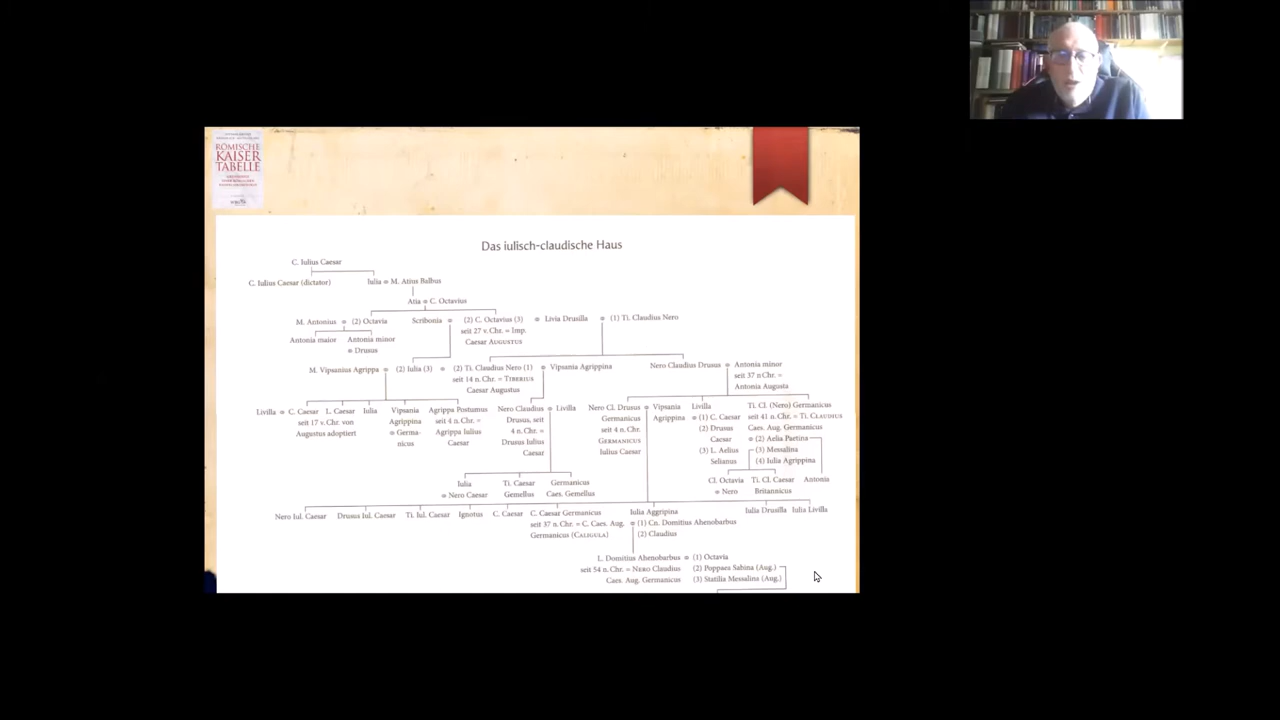 RÖMISCHE
KAISER
TABELLE
Das iulisch-claudische Haus
C. Iulius Caesar
C. Iulius Caesar (dictator) Iulia ⚭ M. Atius Balbus
Atia ⚭ C. Octavius
M. Antonius ⚭ (2) Octavia Scribonia ⚭ (2) C. Octavius (3) ⚭ Livia Drusilla ⚭ (1) Ti. Claudius Nero
seit 27 v. Chr. = Imp.
Caesar AUGUSTUS
Antonia maior Antonia minor
⚭ Drusus
M. Vipsanius Agrippa ⚭ (2) Iulia (3) ⚭ (2) Ti. Claudius Nero (1) ⚭ Vipsania Agrippina Nero Claudius Drusus ⚭ Antonia minor
seit 14 n. Chr. = TIBERIUS seit 37 n Chr. =
Caesar Augustus Antonia Augusta
Livilla ⚭ C. Caesar L. Caesar Iulia Vipsania Agrippa Postumus Nero Claudius ⚭ Livilla Nero Cl. Drusus ⚭ Vipsania Livilla Ti. Cl. (Nero) Germanicus
seit 17 v. Chr. von Agrippina seit 4 n. Chr. = Drusus, seit Germanicus Agrippina ⚭ (1) C. Caesar seit 41 n. Chr. = Ti. CLAUDIUS
Augustus adoptiert ⚭ Germa- Agrippa Iulius 4 n. Chr. = seit 4 n. Chr. (2) Drusus Caes. Aug. Germanicus
nicus Caesar Drusus Iulius GERMANICUS Caesar ⚭ (2) Aelia Paetina
Caesar Iulius Caesar (3) L. Aelius (3) Messalina
Seianus (4) Iulia Agrippina
Iulia Ti. Caesar Germanicus Cl. Octavia Ti. Cl. Caesar Antonia
⚭ Nero Caesar Gemellus Caes. Gemellus ⚭ Nero Britannicus
Nero Iul. Caesar Drusus Iul. Caesar Ti. Iul. Caesar Ignotus C. Caesar C. Caesar Germanicus Iulia Aggripina Iulia Drusilla Iulia Livilla
seit 37 n. Chr. = C. Caes. Aug. ⚭ (1) Cn. Domitius Ahenobarbus
Germanicus (CALIGULA) (2) Claudius
L. Domitius Ahenobarbus ⚭ (1) Octavia
seit 54 n. Chr. = NERO Claudius (2) Poppaea Sabina (Aug.)
Caes. Aug. Germanicus (3) Statilia Messalina (Aug.)